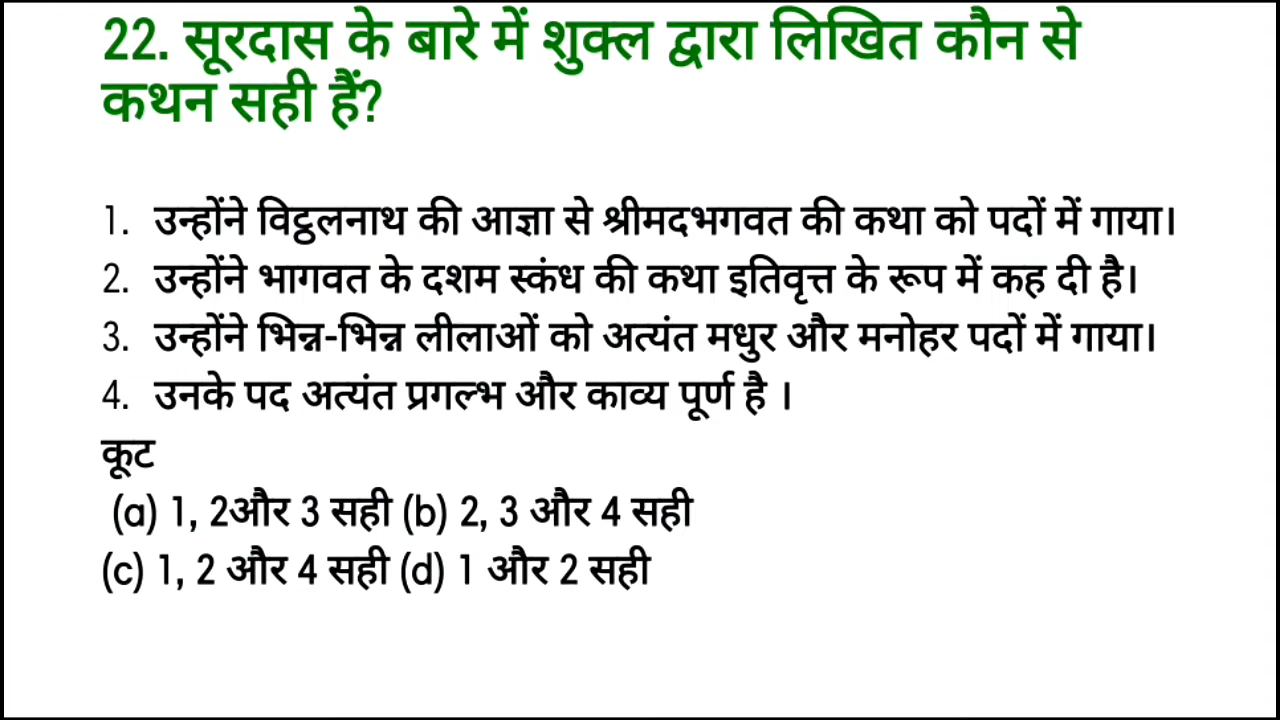 22. सूरदास के बारे में शुक्ल द्वारा लिखित कौन से
कथन सही हैं?
1. उन्होंने विट्ठलनाथ की आज्ञा से श्रीमदभगवत की कथा को पदों में गाया।
2. उन्होंने भागवत के दशम स्कंध की कथा इतिवृत्त के रूप में कह दी है।
3. उन्होंने भिन्न-भिन्न लीलाओं को अत्यंत मधुर और मनोहर पदों में गाया।
4. उनके पद अत्यंत प्रगल्भ और काव्य पूर्ण है ।
कूट
(a) 1, 2और 3 सही (b) 2, 3 और 4 सही
(c) 1, 2 और 4 सही (d) 1 और 2 सही